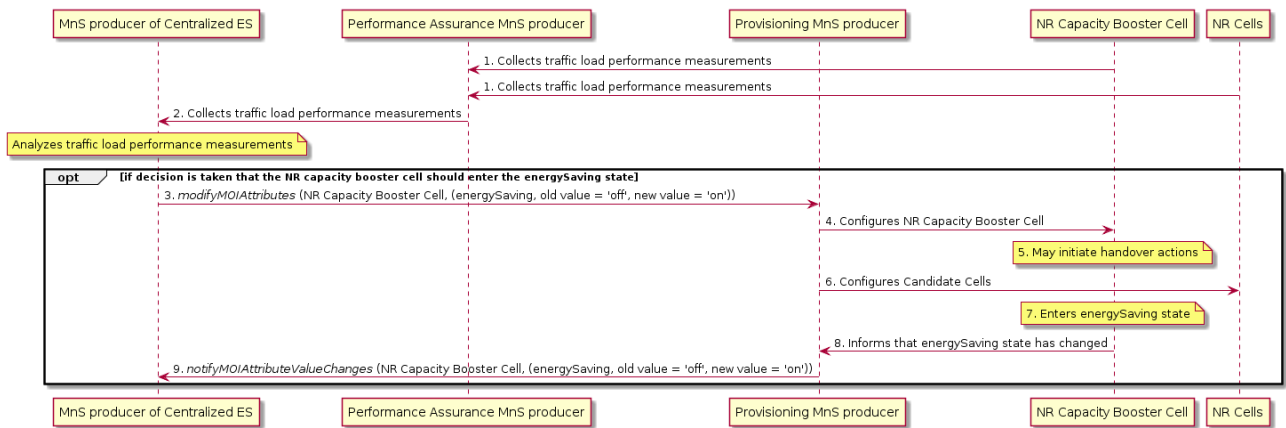 MnS producer of Centralized ES
Performance Assurance MnS producer
Provisioning MnS producer
NR Capacity Booster Cell
NR Cells
1. Collects traffic load performance measurements
1. Collects traffic load performance measurements
2. Collects traffic load performance measurements
Analyzes traffic load performance measurements
opt [if decision is taken that the NR capacity booster cell should enter the energySaving state]
3. modifyMOIAttributes (NR Capacity Booster Cell, (energySaving, old value = 'off', new value = 'on'))
4. Configures NR Capacity Booster Cell
5. May initiate handover actions
6. Configures Candidate Cells
7. Enters energySaving state
8. Informs that energySaving state has changed
9. notifyMOIAttributeValueChanges (NR Capacity Booster Cell, (energySaving, old value = 'off', new value = 'on'))
MnS producer of Centralized ES
Performance Assurance MnS producer
Provisioning MnS producer
NR Capacity Booster Cell
NR Cells